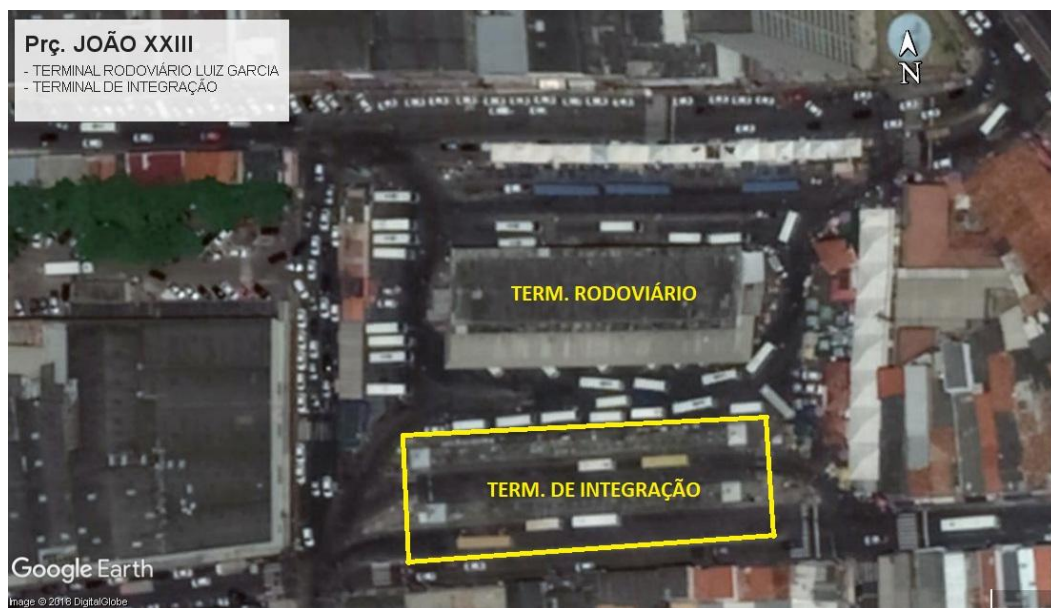 Prç. JOÃO XXIII
- TERMINAL RODOVIÁRIO LUIZ GARCIA
- TERMINAL DE INTEGRAÇÃO
N
TERM. RODOVIÁRIO
TERM. DE INTEGRAÇÃO
Google Earth
Image © 2018 DigitalGlobe